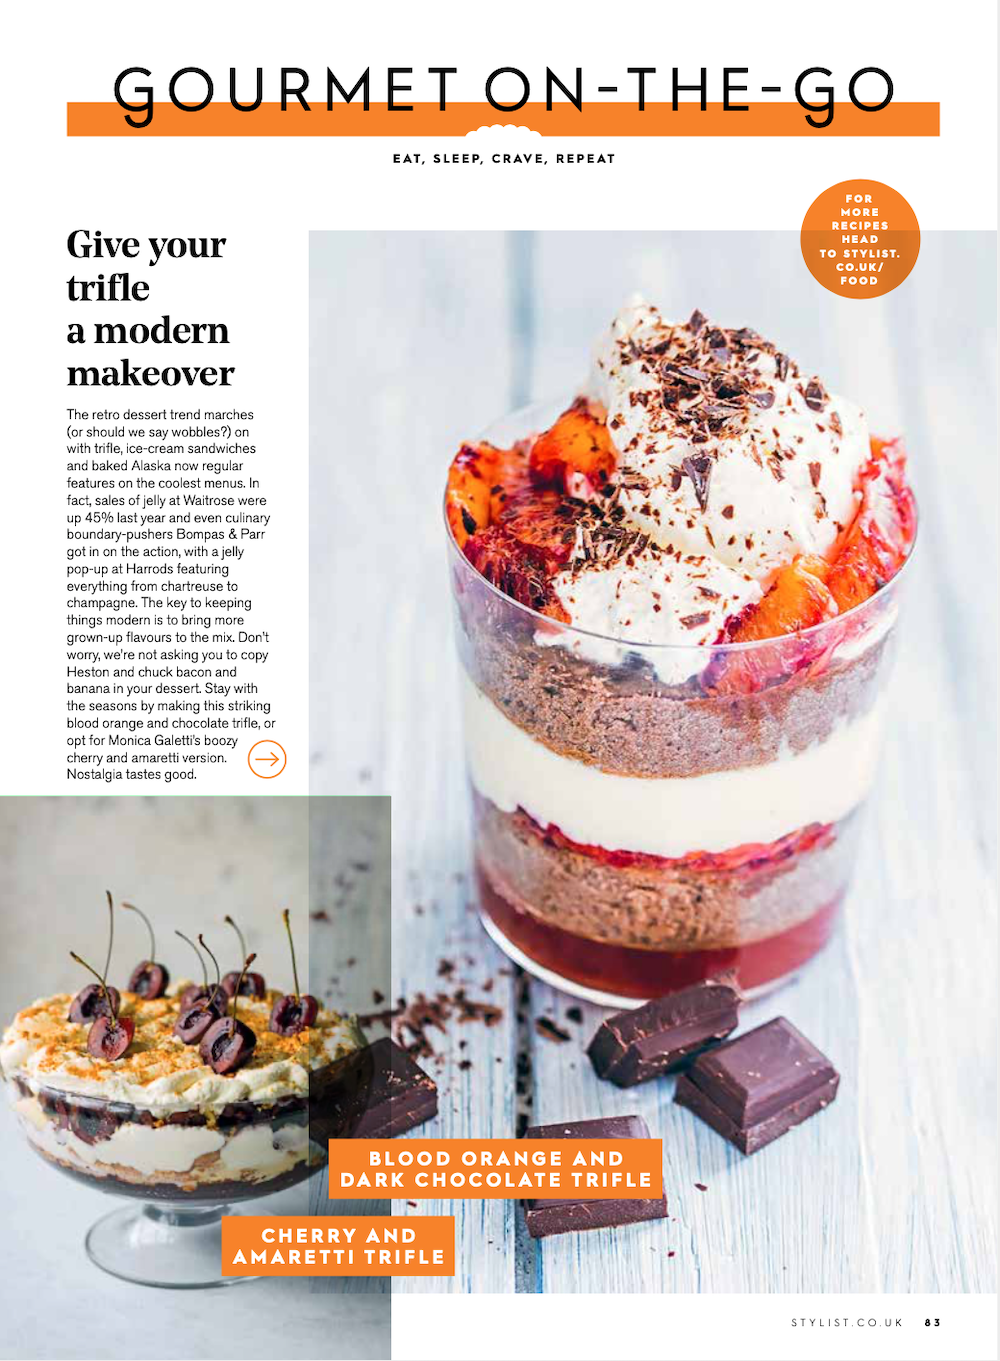 GOURMET ON-THE-GO
EAT, SLEEP, CRAVE, REPEAT
FOR
MORE
RECIPES
HEAD
TO STYLIST.
CO.UK/
FOOD
Give your
trifle
a modern
makeover
The retro dessert trend marches
(or should we say wobbles?) on
with trifle, ice-cream sandwiches
and baked Alaska now regular
features on the coolest menus. In
fact, sales of jelly at Waitrose were
up 45% last year and even culinary
boundary-pushers Bompas & Parr
got in on the action, with a jelly
pop-up at Harrods featuring
everything from chartreuse to
champagne. The key to keeping
things modern is to bring more
grown-up flavours to the mix. Don't
worry, we're not asking you to copy
Heston and chuck bacon and
banana in your dessert. Stay with
the seasons by making this striking
blood orange and chocolate trifle, or
opt for Monica Galetti's boozy
cherry and amaretti version.
Nostalgia tastes good.
BLOOD ORANGE AND
DARK CHOCOLATE TRIFLE
CHERRY AND
AMARETTI TRIFLE
STYLIST.CO.UK 83